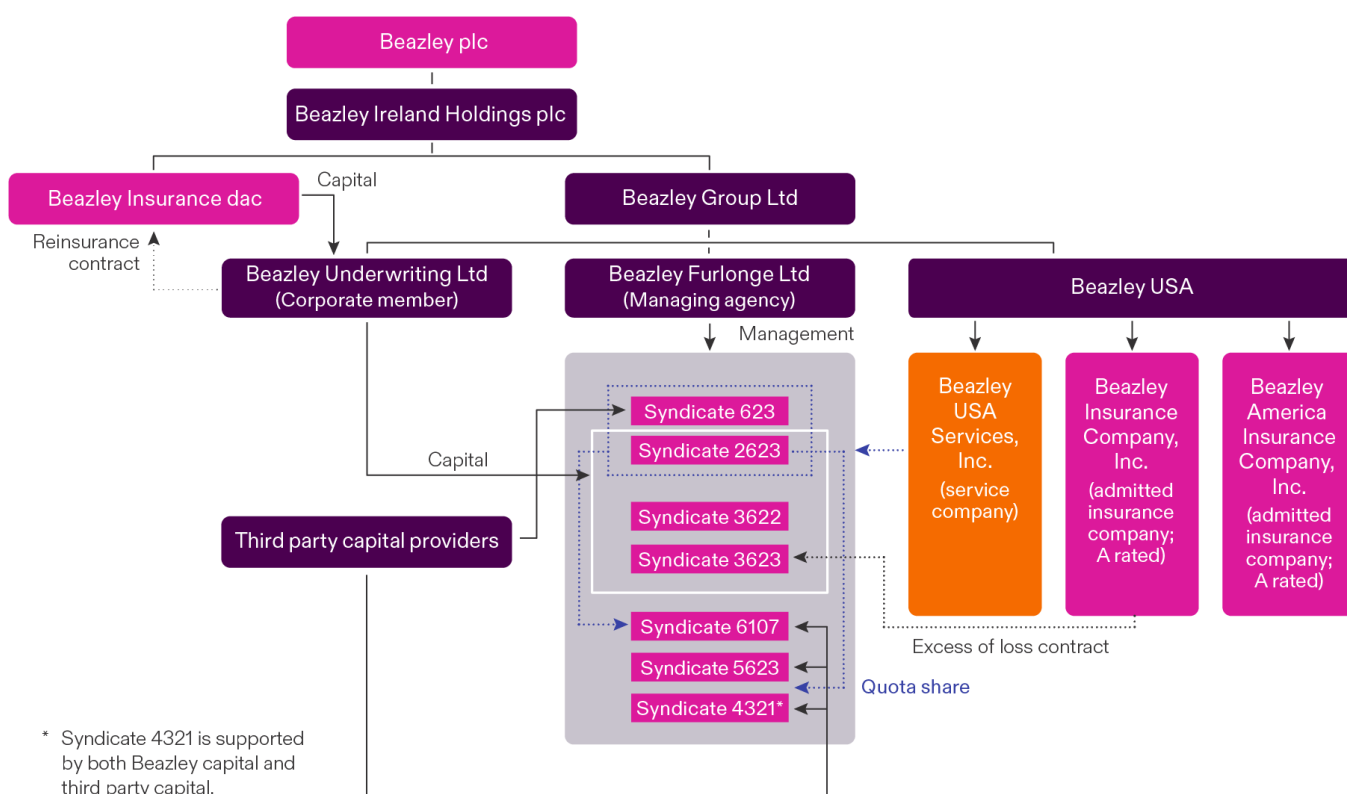 Beazley plc
Beazley Ireland Holdings plc
Beazley Insurance dac
Capital
Beazley Group Ltd
Reinsurance
contract
Beazley Underwriting Ltd
(Corporate member)
Beazley Furlonge Ltd
(Managing agency)
Beazley USA
Management
Syndicate 623
Syndicate 2623
Capital
Syndicate 3622
Syndicate 3623
Third party capital providers
Beazley
USA
Services,
Inc.
(service
company)
Beazley
Insurance
Company,
Inc.
(admitted
insurance
company;
A rated)
Beazley
America
Insurance
Company,
Inc.
(admitted
insurance
company;
A rated)
Syndicate 6107
Syndicate 5623
Syndicate 4321*
Excess of loss contract
Quota share
* Syndicate 4321 is supported
by both Beazley capital and
third party capital.